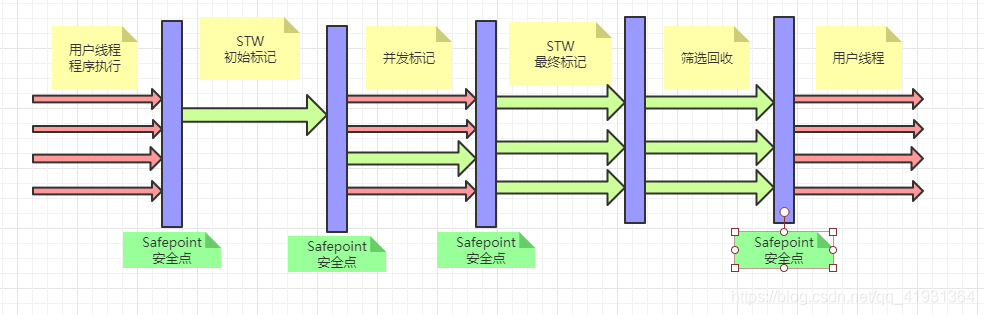 用户线程
程序执行
STW
初始标记
并发标记
STW
最终标记
筛选回收
用户线程
Safepoint
安全点
Safepoint
安全点
Safepoint
安全点
Safepoint
安全点
https://blog.csdn.net/qq_41931364